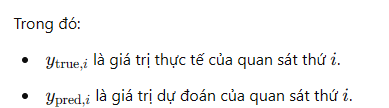 Trong đó:
• y_true,i là giá trị thực tế của quan sát thứ i.
• y_pred,i là giá trị dự đoán của quan sát thứ i.